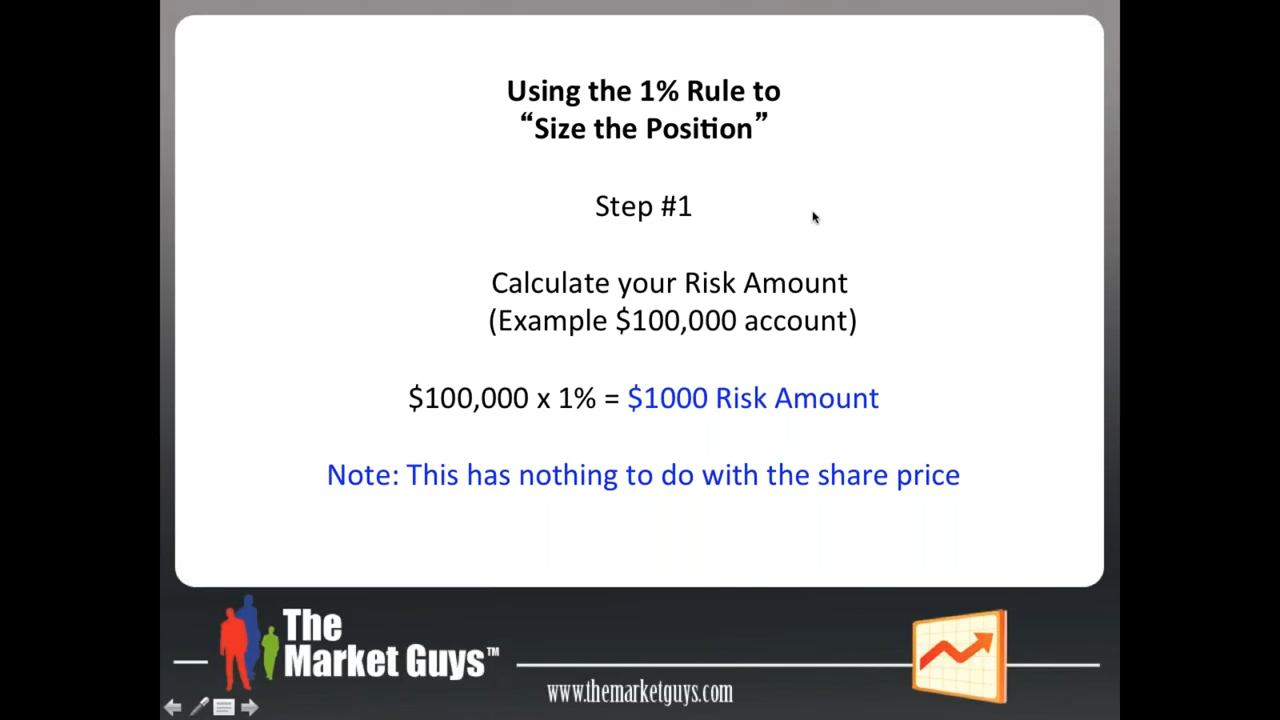 Using the 1% Rule to
“Size the Position”
Step #1
Calculate your Risk Amount
(Example $100,000 account)
$100,000 x 1% = $1000 Risk Amount
Note: This has nothing to do with the share price
The
Market Guys™
www.themarketguys.com